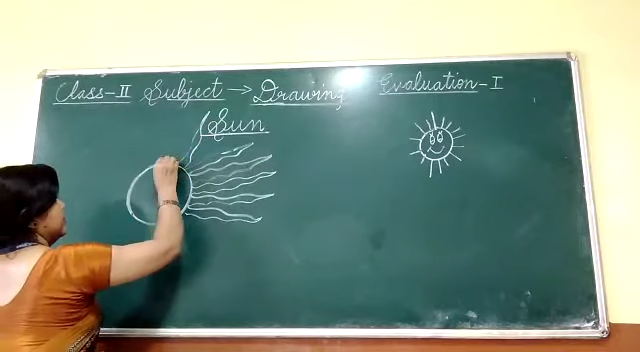 Class-II Subject → Drawing Evaluation-I
Sun